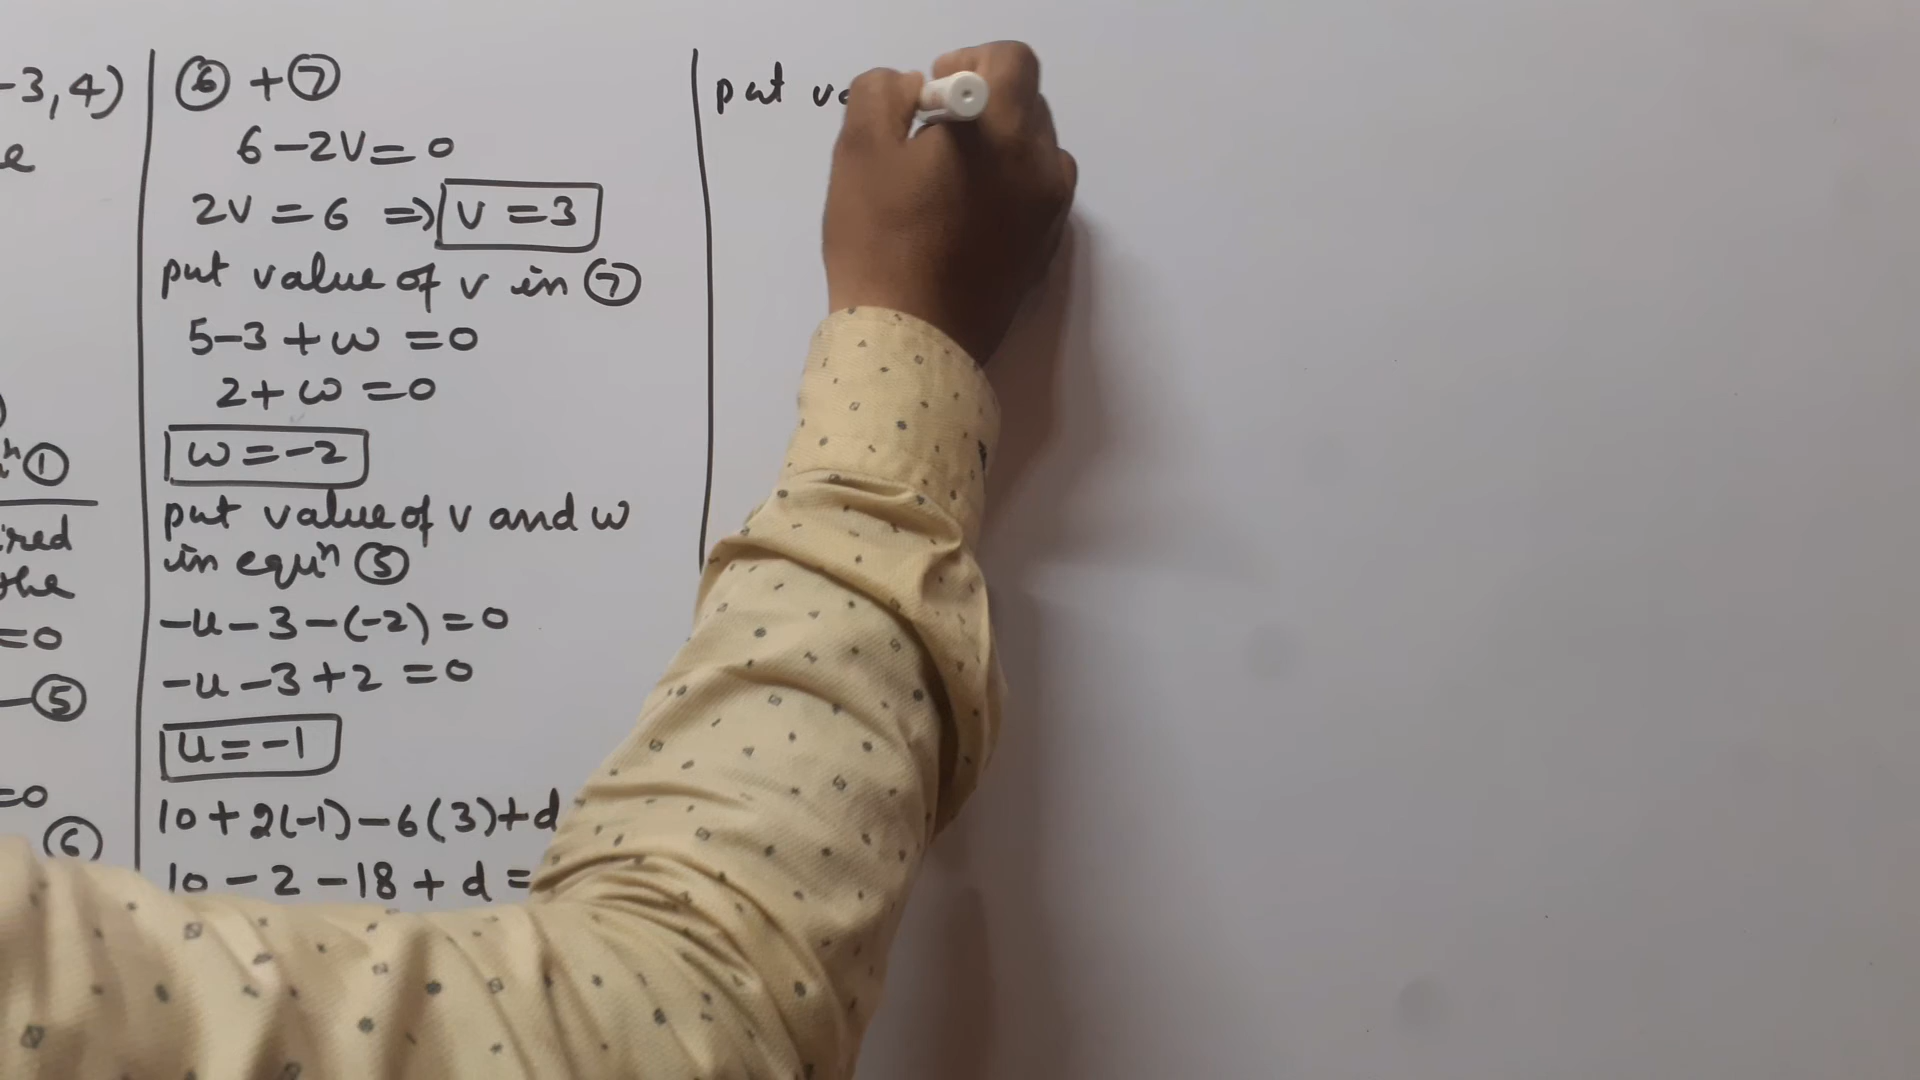 -3,4)
e
n ①
ired
the
=0
—⑤
=0
⑥
⑥ + ⑦
6-2V=0
2V=6 ⇒ V=3
put value of v in ⑦
5-3+w=0
2+w=0
w=-2
put value of v and w
in equⁿ ⑤
-u-3-(-2)=0
-u-3+2=0
u=-1
10+2(-1)-6(3)+d
10-2-18+d=
put va